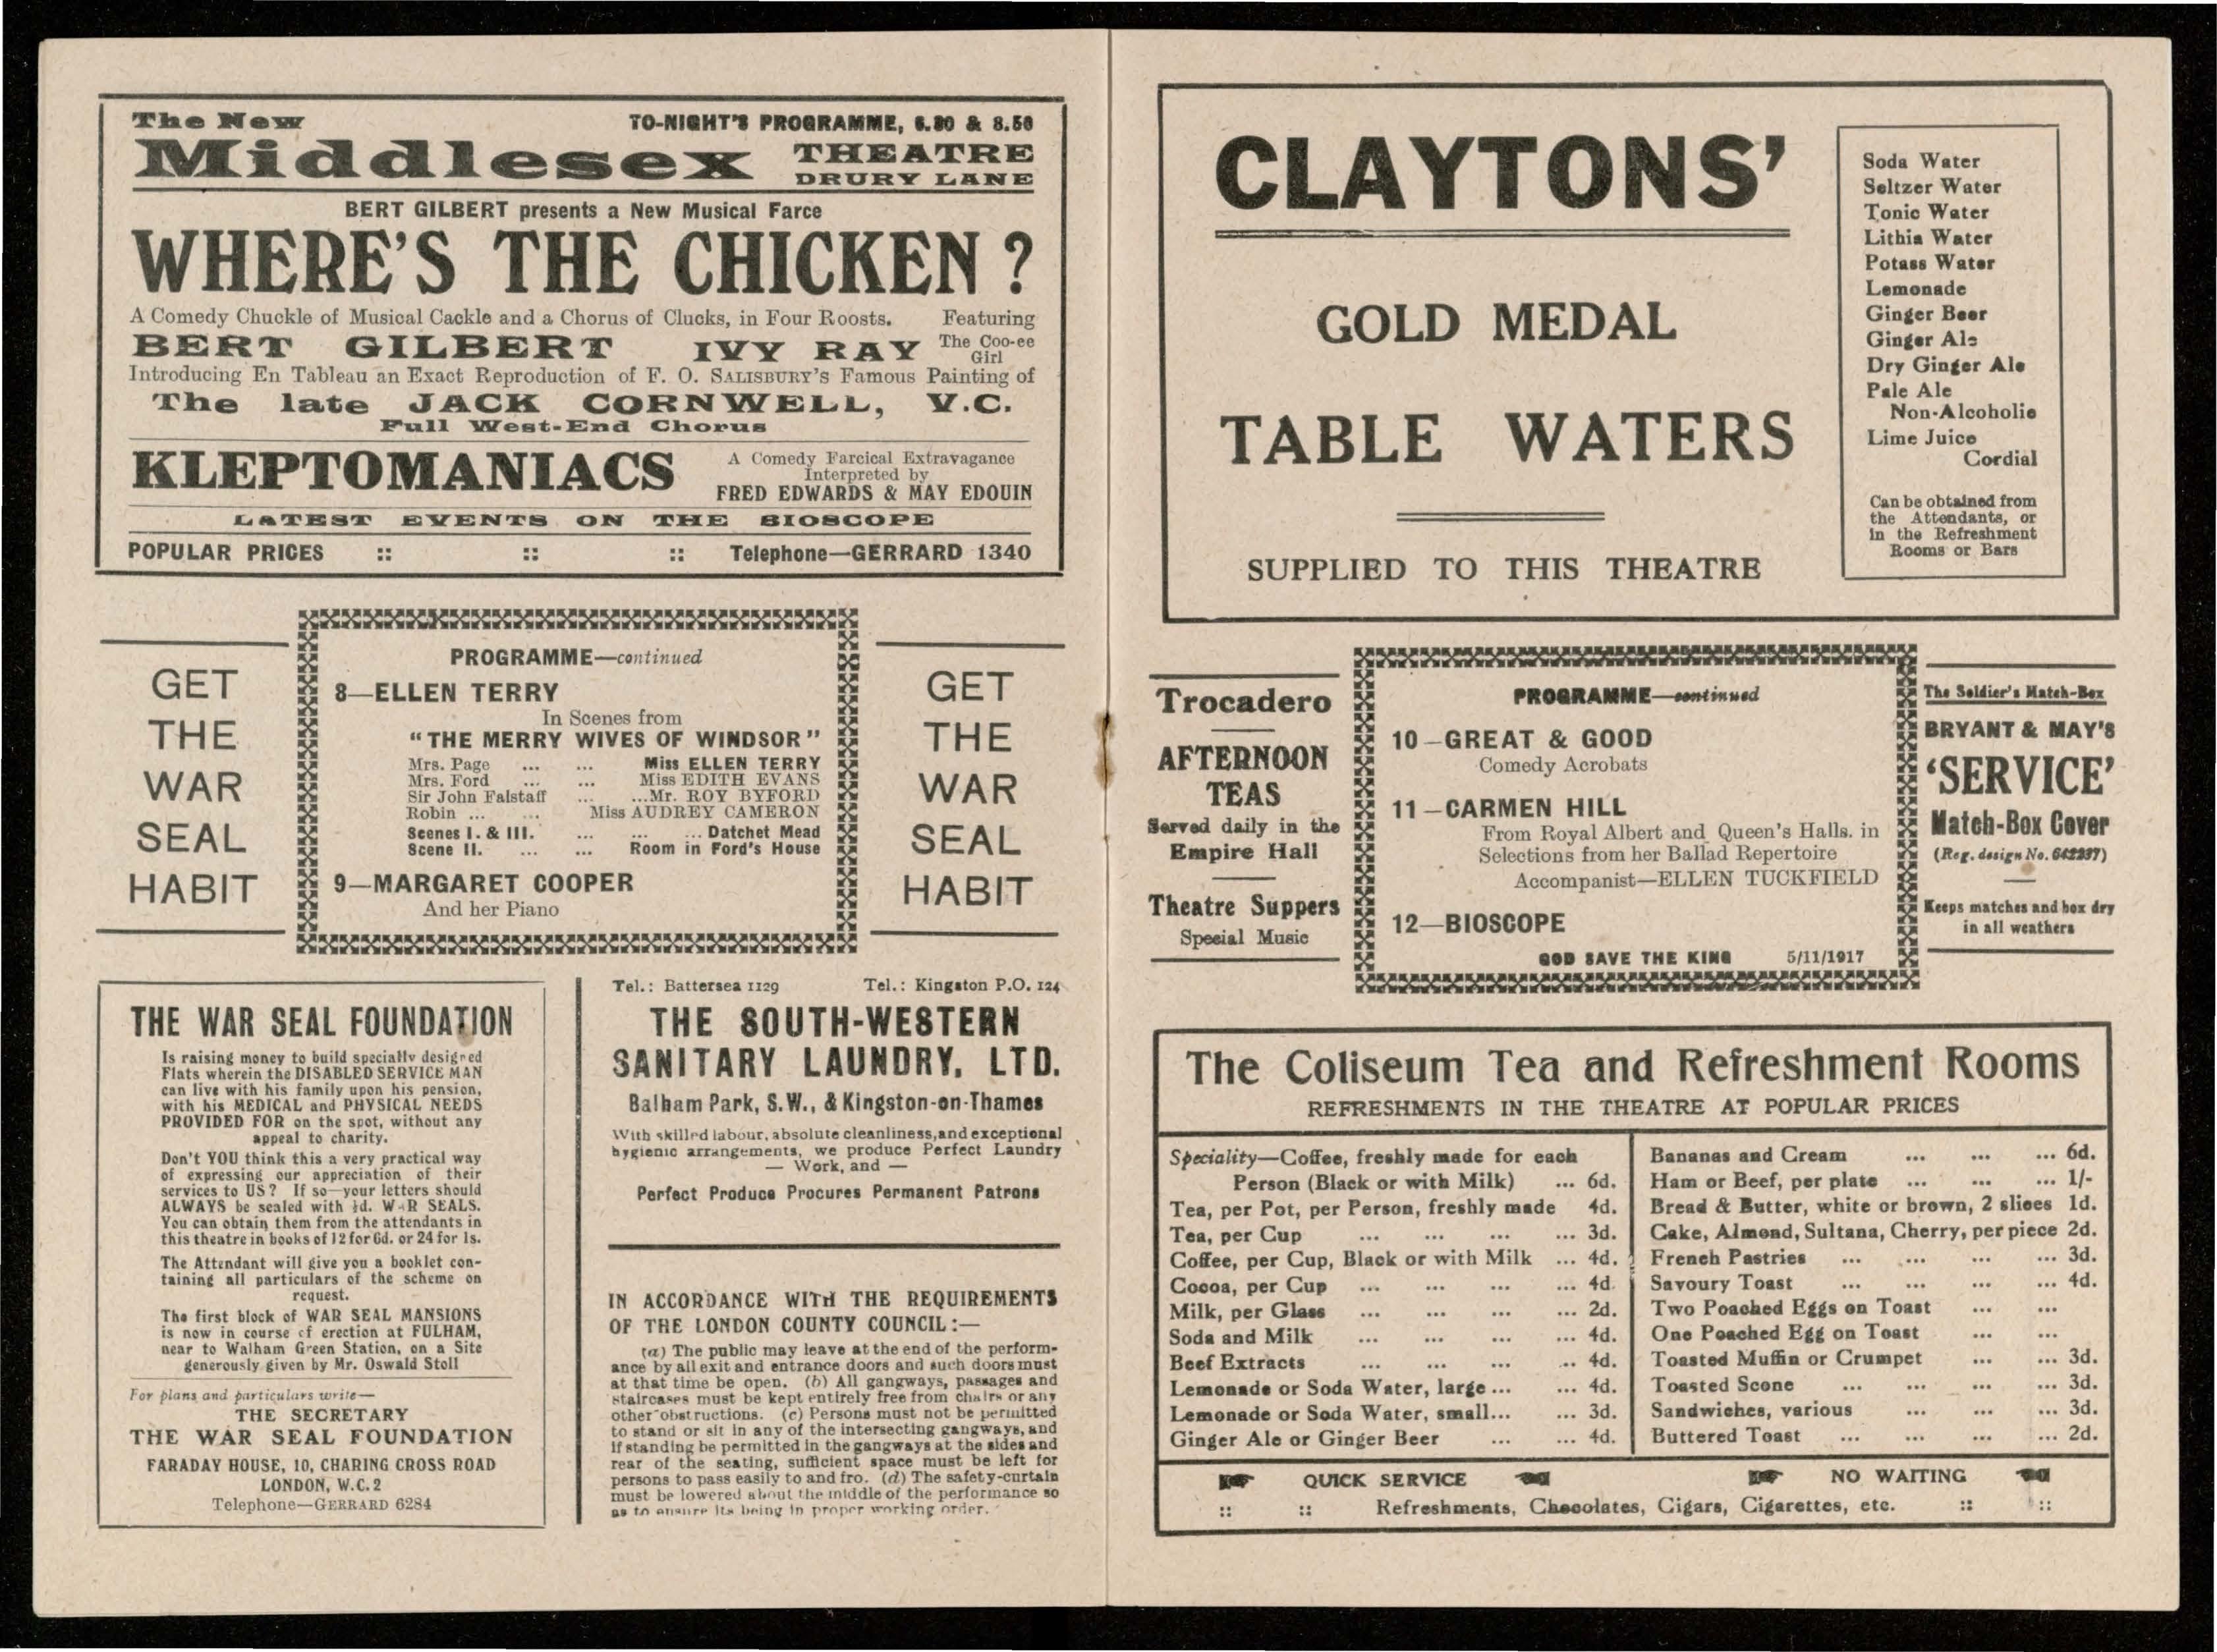 The New
Middlesex
TO-NIGHT'S PROGRAMME, 6.20 & 8.50
THEATRE
DRURY LANE
BERT GILBERT presents a New Musical Farce
WHERE'S THE CHICKEN ?
A Comedy Chuckle of Musical Cackle and a Chorus of Clucks, in Four Roosts. Featuring
BERT GILBERT IVY RAY The Coo-ee Girl
Introducing En Tableau an Exact Reproduction of F. O. SALISBURY'S Famous Painting of
The late JACK CORNWELL, V.C.
Full West-End Chorus
KLEPTOMANIACS
A Comedy Farcical Extravagance
Interpreted by
FRED EDWARDS & MAY EDOUIN
LATEST EVENTS ON THE BIOSCOPE
POPULAR PRICES :: :: :: Telephone—GERRARD 1340
GET
THE
WAR
SEAL
HABIT
PROGRAMME—continued
8—ELLEN TERRY
In Scenes from
"THE MERRY WIVES OF WINDSOR"
Mrs. Page ... ... Miss ELLEN TERRY
Mrs. Ford ... ... Miss EDITH EVANS
Sir John Falstaff ... ...Mr. ROY BYFORD
Robin ... ... Miss AUDREY CAMERON
Scenes I. & III. ... ... ... Datchet Mead
Scene II. ... ... Room in Ford's House
9—MARGARET COOPER
And her Piano
GET
THE
WAR
SEAL
HABIT
THE WAR SEAL FOUNDATION
Is raising money to build specially designed
Flats wherein the DISABLED SERVICE MAN
can live with his family upon his pension,
with his MEDICAL and PHYSICAL NEEDS
PROVIDED FOR on the spot, without any
appeal to charity.
Don't YOU think this a very practical way
of expressing our appreciation of their
services to US? If so—your letters should
ALWAYS be sealed with ½d. WAR SEALS.
You can obtain them from the attendants in
this theatre in books of 12 for 6d. or 24 for 1s.
The Attendant will give you a booklet con-
taining all particulars of the scheme on
request.
The first block of WAR SEAL MANSIONS
is now in course of erection at FULHAM,
near to Walham Green Station, on a Site
generously given by Mr. Oswald Stoll
For plans and particulars write—
THE SECRETARY
THE WAR SEAL FOUNDATION
FARADAY HOUSE, 10, CHARING CROSS ROAD
LONDON, W.C. 2
Telephone—GERRARD 6284
Tel.: Battersea 1129 Tel.: Kingston P.O. 124
THE SOUTH-WESTERN
SANITARY LAUNDRY, LTD.
Balham Park, S.W., & Kingston-on-Thames
With skilled labour, absolute cleanliness, and exceptional
hygienic arrangements, we produce Perfect Laundry
— Work, and —
Perfect Produce Procures Permanent Patrons
IN ACCORDANCE WITH THE REQUIREMENTS
OF THE LONDON COUNTY COUNCIL:—
(a) The public may leave at the end of the perform-
ance by all exit and entrance doors and such doors must
at that time be open. (b) All gangways, passages and
staircases must be kept entirely free from chairs or any
other obstructions. (c) Persons must not be permitted
to stand or sit in any of the intersecting gangways, and
if standing be permitted in the gangways at the sides and
rear of the seating, sufficient space must be left for
persons to pass easily to and fro. (d) The safety-curtain
must be lowered about the middle of the performance so
as to ensure its being in proper working order.
CLAYTONS'
GOLD MEDAL
TABLE WATERS
SUPPLIED TO THIS THEATRE
Soda Water
Seltzer Water
Tonic Water
Lithia Water
Potass Water
Lemonade
Ginger Beer
Ginger Ale
Dry Ginger Ale
Pale Ale
Non-Alcoholic
Lime Juice
Cordial
Can be obtained from
the Attendants, or
in the Refreshment
Rooms or Bars
Trocadero
AFTERNOON
TEAS
Served daily in the
Empire Hall
Theatre Suppers
Special Music
PROGRAMME—continued
10—GREAT & GOOD
Comedy Acrobats
11—CARMEN HILL
From Royal Albert and Queen's Halls. in
Selections from her Ballad Repertoire
Accompanist—ELLEN TUCKFIELD
12—BIOSCOPE
GOD SAVE THE KING 5/11/1917
The Soldier's Match-Box
BRYANT & MAY'S
'SERVICE'
Match-Box Cover
(Reg. design No. 642237)
Keeps matches and box dry
in all weathers
The Coliseum Tea and Refreshment Rooms
REFRESHMENTS IN THE THEATRE AT POPULAR PRICES
Speciality—Coffee, freshly made for each
Person (Black or with Milk) ... 6d.
Tea, per Pot, per Person, freshly made 4d.
Tea, per Cup ... ... ... ... 3d.
Coffee, per Cup, Black or with Milk ... 4d.
Cocoa, per Cup ... ... ... ... 4d.
Milk, per Glass ... ... ... ... 2d.
Soda and Milk ... ... ... ... 4d.
Beef Extracts ... ... ... ... 4d.
Lemonade or Soda Water, large ... ... 4d.
Lemonade or Soda Water, small... ... 3d.
Ginger Ale or Ginger Beer ... ... 4d.
Bananas and Cream ... ... ... 6d.
Ham or Beef, per plate ... ... ... 1/-
Bread & Butter, white or brown, 2 slices 1d.
Cake, Almond, Sultana, Cherry, per piece 2d.
French Pastries ... ... ... ... 3d.
Savoury Toast ... ... ... ... 4d.
Two Poached Eggs on Toast ... ...
One Poached Egg on Toast ... ...
Toasted Muffin or Crumpet ... ... 3d.
Toasted Scone ... ... ... ... 3d.
Sandwiches, various ... ... ... 3d.
Buttered Toast ... ... ... ... 2d.
QUICK SERVICE NO WAITING
:: :: Refreshments, Chocolates, Cigars, Cigarettes, etc. :: ::